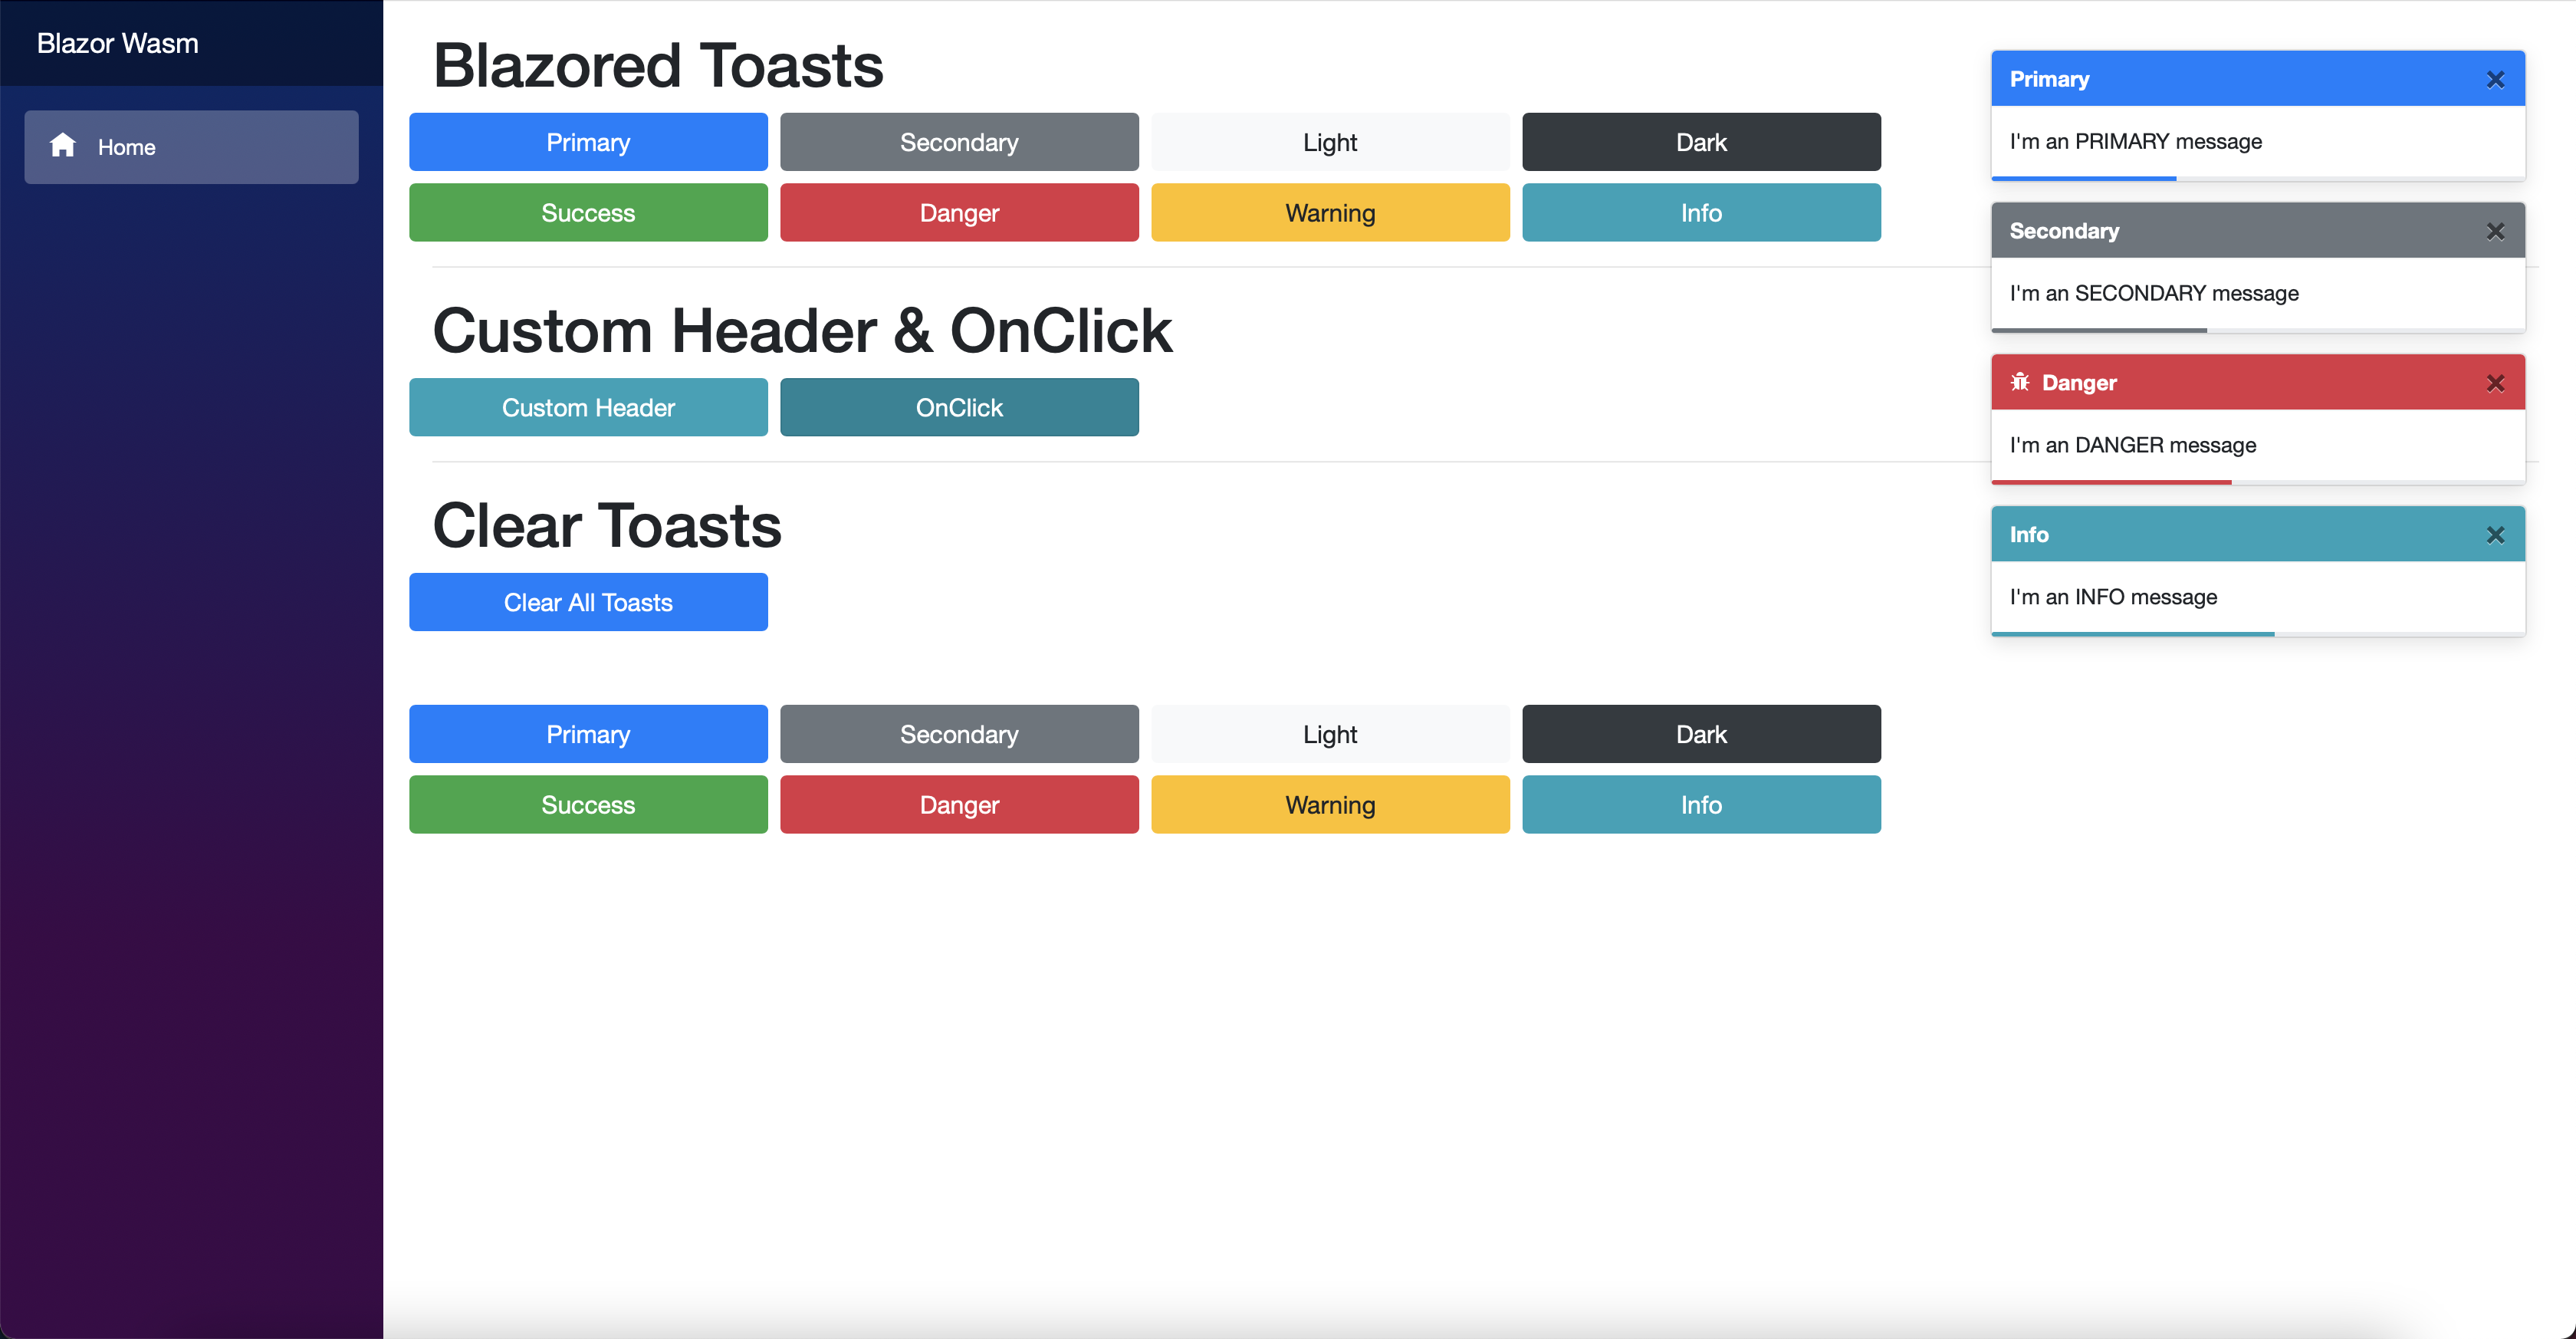 Blazor Wasm
Home
Blazored Toasts
Primary
Secondary
Light
Dark
Success
Danger
Warning
Info
Custom Header & OnClick
Custom Header
OnClick
Clear Toasts
Clear All Toasts
Primary
Secondary
Light
Dark
Success
Danger
Warning
Info
Primary
I'm an PRIMARY message
Secondary
I'm an SECONDARY message
Danger
I'm an DANGER message
Info
I'm an INFO message